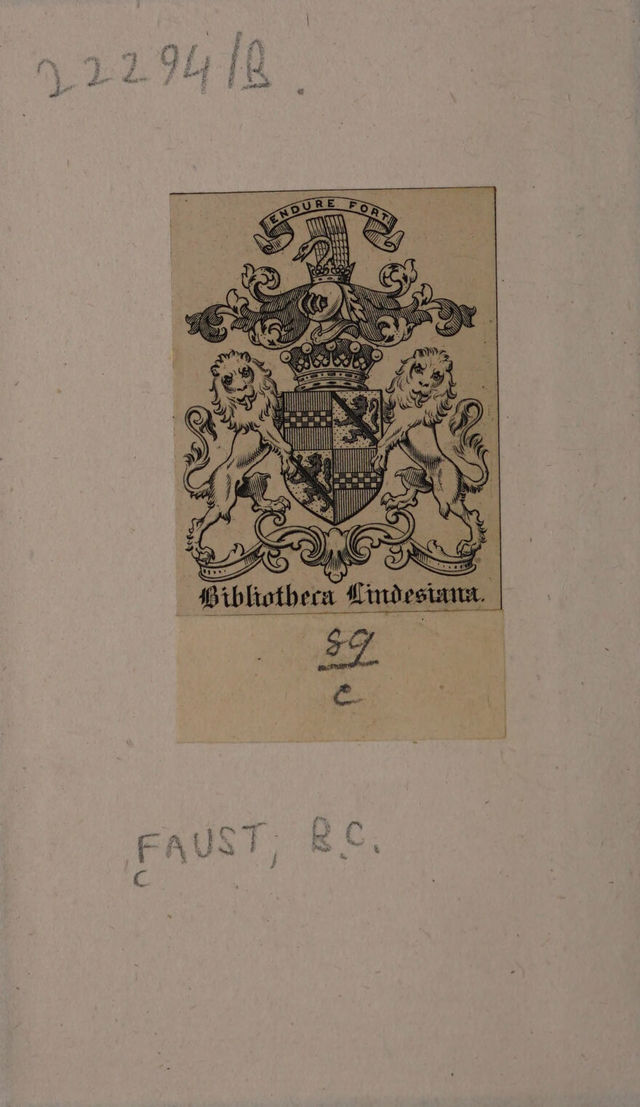 22294/B.
ENDURE FORT
Bibliotheca Lindesiana.
89
c
FAUST, B.C.
c